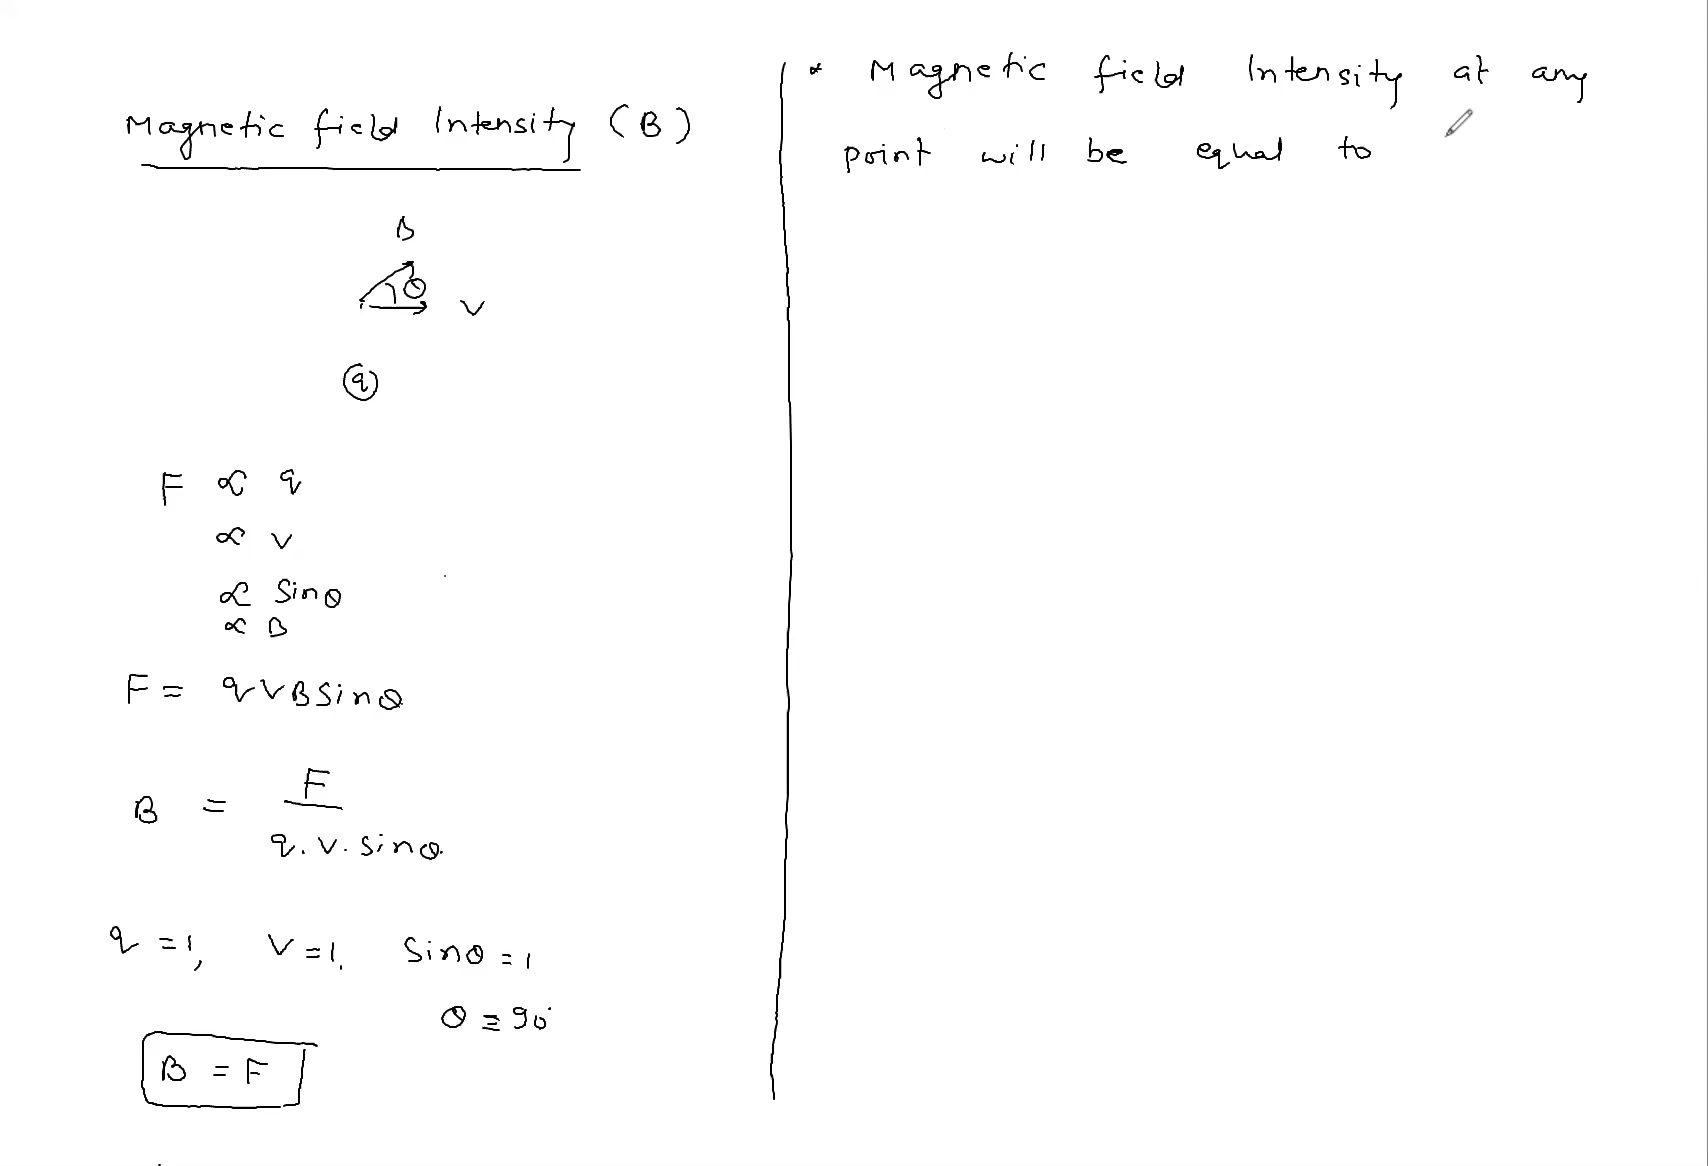 Magnetic field Intensity (B)
B
θ
V
q
F ∝ q
∝ v
∝ Sinθ
∝ B
F = qVBSinθ
B = F
q.v.sinθ.
q = 1, V = 1, Sinθ = 1
θ = 90°
B = F
* Magnetic field Intensity at any
point will be equal to